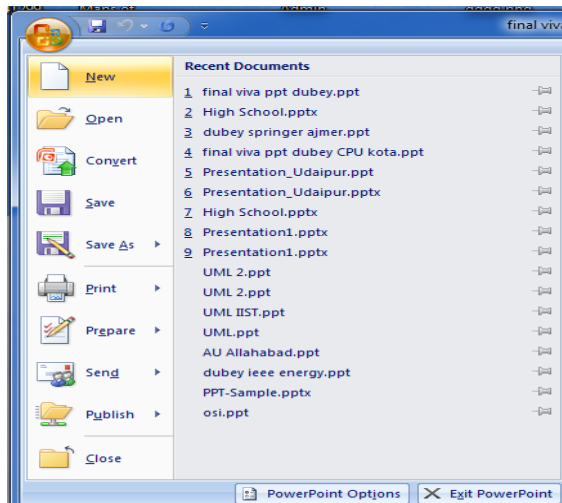 final viva
New
Open
Convert
Save
Save As
Print
Prepare
Send
Publish
Close
Recent Documents
1 final viva ppt dubey.ppt
2 High School.pptx
3 dubey springer ajmer.ppt
4 final viva ppt dubey CPU kota.ppt
5 Presentation_Udaipur.ppt
6 Presentation_Udaipur.pptx
7 High School.pptx
8 Presentation1.pptx
9 Presentation1.pptx
UML 2.ppt
UML 2.ppt
UML IIST.ppt
UML.ppt
AU Allahabad.ppt
dubey ieee energy.ppt
PPT-Sample.pptx
osi.ppt
PowerPoint Options
Exit PowerPoint